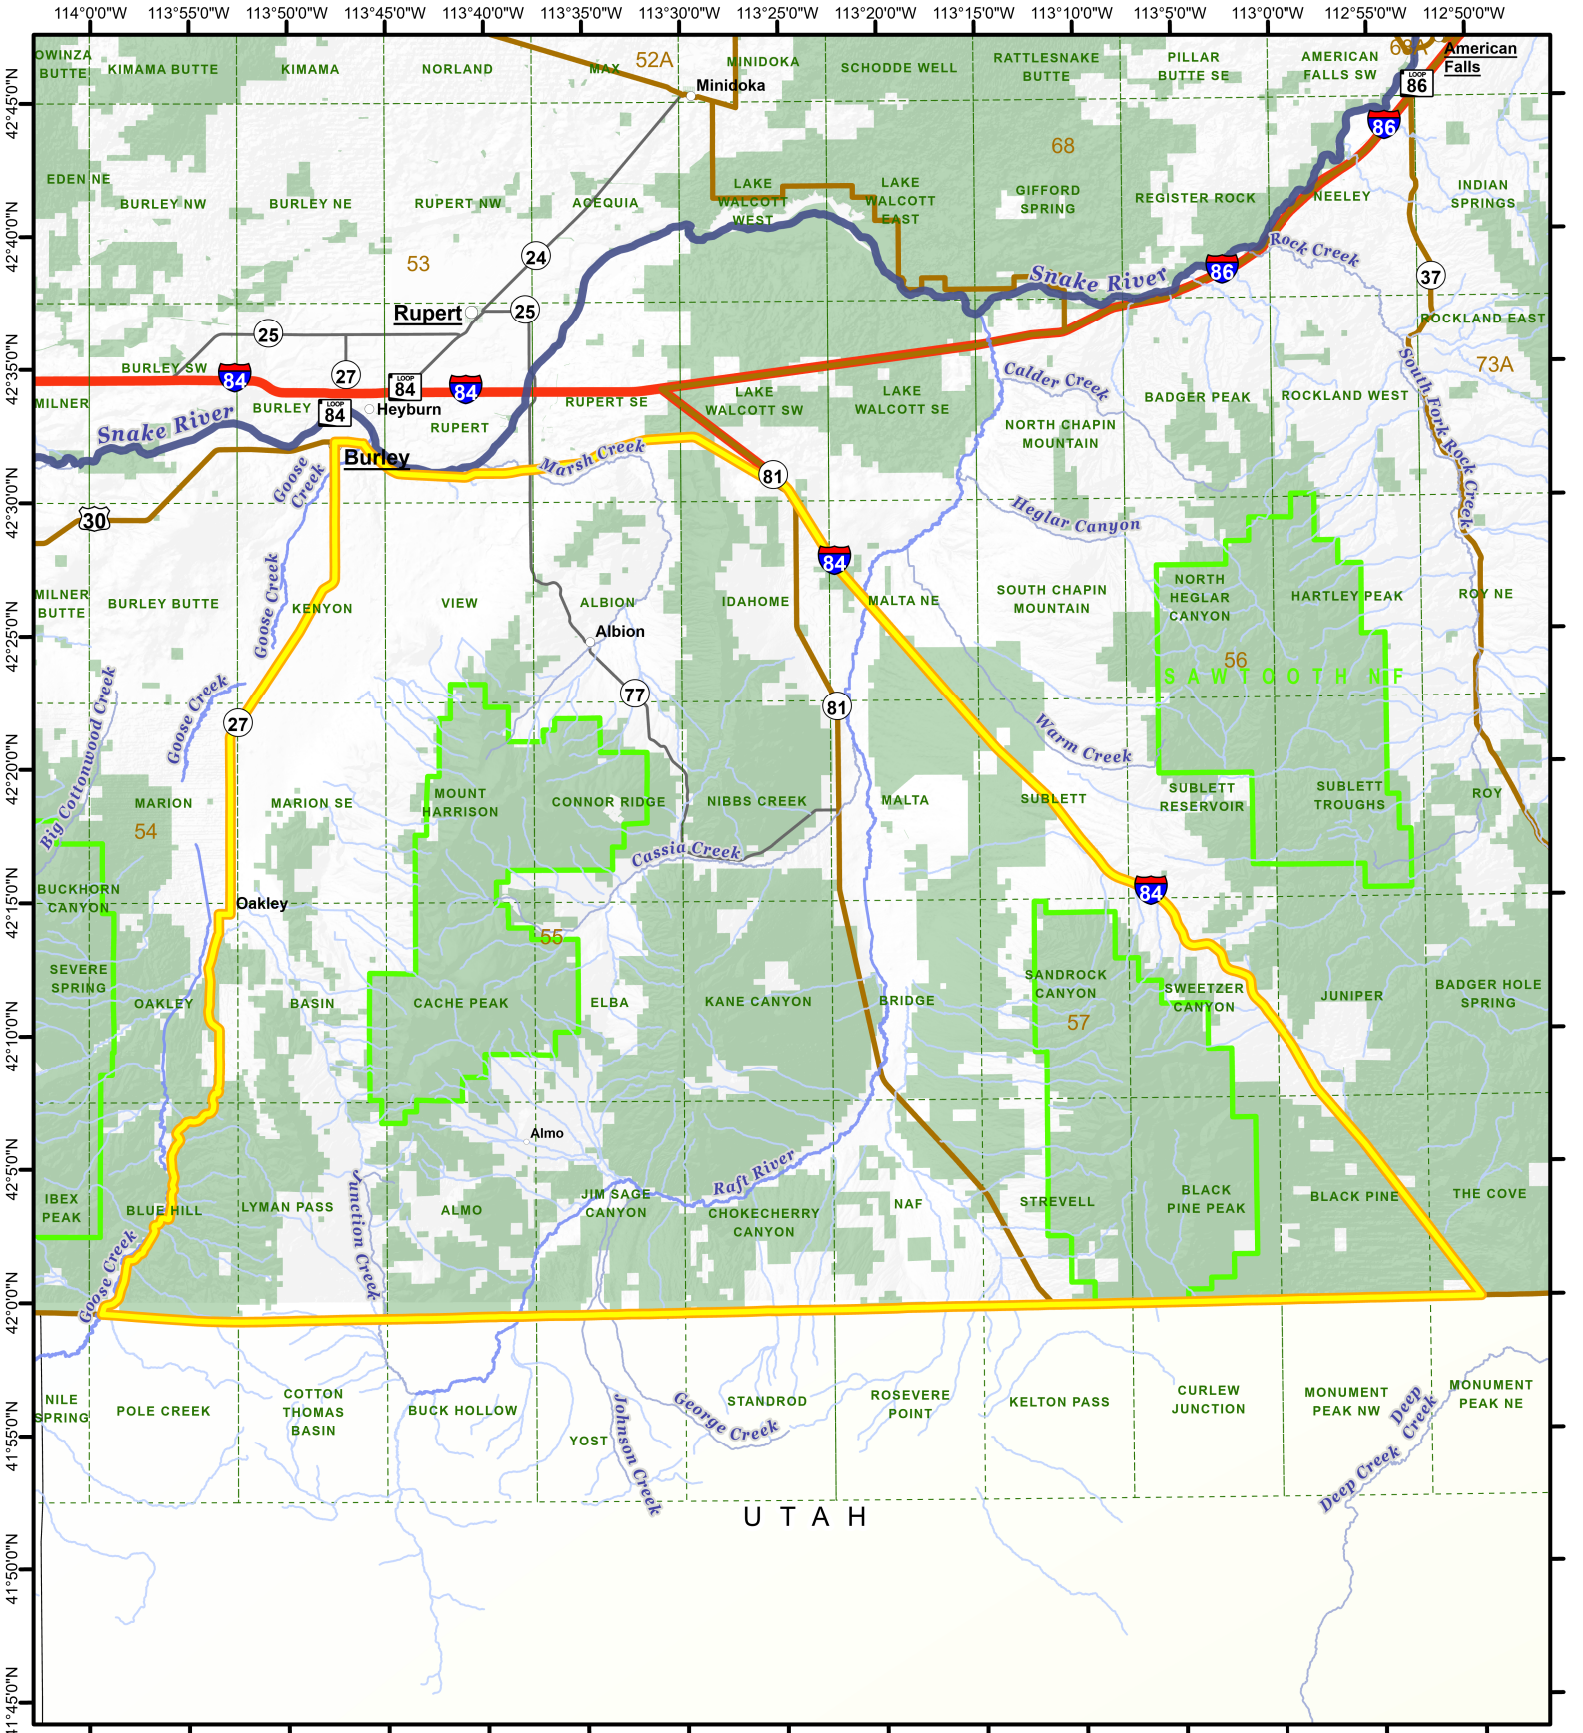 114°0'0"W 113°55'0"W 113°50'0"W 113°45'0"W 113°40'0"W 113°35'0"W 113°30'0"W 113°25'0"W 113°20'0"W 113°15'0"W 113°10'0"W 113°5'0"W 113°0'0"W 112°55'0"W 112°50'0"W
OWINZA
BUTTE
KIMAMA BUTTE
KIMAMA
NORLAND
MAX
52A
MINIDOKA
SCHODDE WELL
RATTLESNAKE
BUTTE
PILLAR
BUTTE SE
AMERICAN
FALLS SW
American
Falls
Minidoka
LOOP
86
86
42°45'0"N
68
EDEN NE
BURLEY NW
BURLEY NE
RUPERT NW
ACEQUIA
LAKE
WALCOTT
WEST
LAKE
WALCOTT
EAST
GIFFORD
SPRING
REGISTER ROCK
NEELEY
INDIAN
SPRINGS
42°40'0"N
53
24
Snake River
86
Rock Creek
37
Rupert
25
25
ROCKLAND EAST
42°35'0"N
BURLEY SW
84
27
LOOP
84
84
73A
MILNER
BURLEY
LOOP
84
Heyburn
RUPERT
RUPERT SE
LAKE
WALCOTT SW
LAKE
WALCOTT SE
Calder Creek
BADGER PEAK
ROCKLAND WEST
South Fork Rock Creek
Snake River
Burley
Marsh Creek
NORTH CHAPIN
MOUNTAIN
81
Goose
Creek
42°30'0"N
30
Heglar Canyon
84
Goose Creek
MILNER
BUTTE
BURLEY BUTTE
KENYON
VIEW
ALBION
IDAHOME
MALTA NE
SOUTH CHAPIN
MOUNTAIN
NORTH
HEGLAR
CANYON
HARTLEY PEAK
ROY NE
42°25'0"N
Albion
56
SAWTOOTH NF
Big Cottonwood Creek
Goose Creek
27
77
81
Warm Creek
42°20'0"N
MARION
54
MARION SE
MOUNT
HARRISON
CONNOR RIDGE
NIBBS CREEK
MALTA
SUBLETT
SUBLETT
RESERVOIR
SUBLETT
TROUGHS
ROY
Cassia Creek
84
BUCKHORN
CANYON
Oakley
42°15'0"N
55
SEVERE
SPRING
OAKLEY
BASIN
CACHE PEAK
ELBA
KANE CANYON
BRIDGE
SANDROCK
CANYON
57
SWEETZER
CANYON
JUNIPER
BADGER HOLE
SPRING
42°10'0"N
Almo
42°5'0"N
Raft River
Junction Creek
IBEX
PEAK
BLUE HILL
LYMAN PASS
ALMO
JIM SAGE
CANYON
CHOKECHERRY
CANYON
NAF
STREVELL
BLACK
PINE PEAK
BLACK PINE
THE COVE
Goose Creek
42°0'0"N
NILE
SPRING
POLE CREEK
COTTON
THOMAS
BASIN
BUCK HOLLOW
YOST
Johnson Creek
George Creek
STANDROD
ROSEVERE
POINT
KELTON PASS
CURLEW
JUNCTION
MONUMENT
PEAK NW
Deep
Creek
MONUMENT
PEAK NE
41°55'0"N
Deep Creek
UTAH
41°50'0"N
41°45'0"N